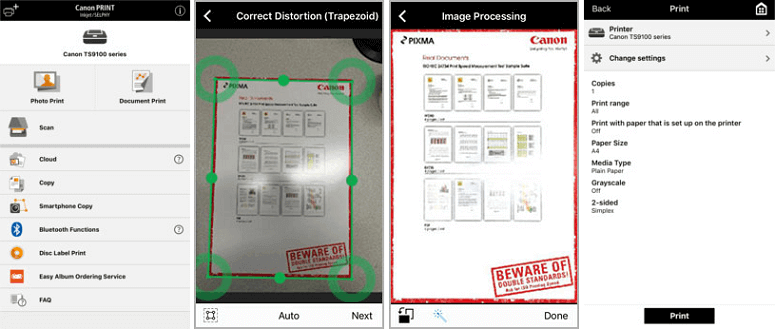 Canon PRINT
Inkjet/SELPHY
Canon TS9100 series
Photo Print
Document Print
Scan
Cloud
Copy
Smartphone Copy
Bluetooth Functions
Disc Label Print
Easy Album Ordering Service
FAQ
Correct Distortion (Trapezoid)
PIXMA
Canon
BEWARE OF
DOUBLE STANDARDS!
Auto
Next
Image Processing
PIXMA
Canon
Real Documents
BEWARE OF
DOUBLE STANDARDS!
Done
Back
Print
Printer
Canon TS9100 series
Change settings
Copies
1
Print range
All
Print with paper that is set up on the printer
Off
Paper Size
A4
Media Type
Plain Paper
Grayscale
Off
2-sided
Simplex
Print